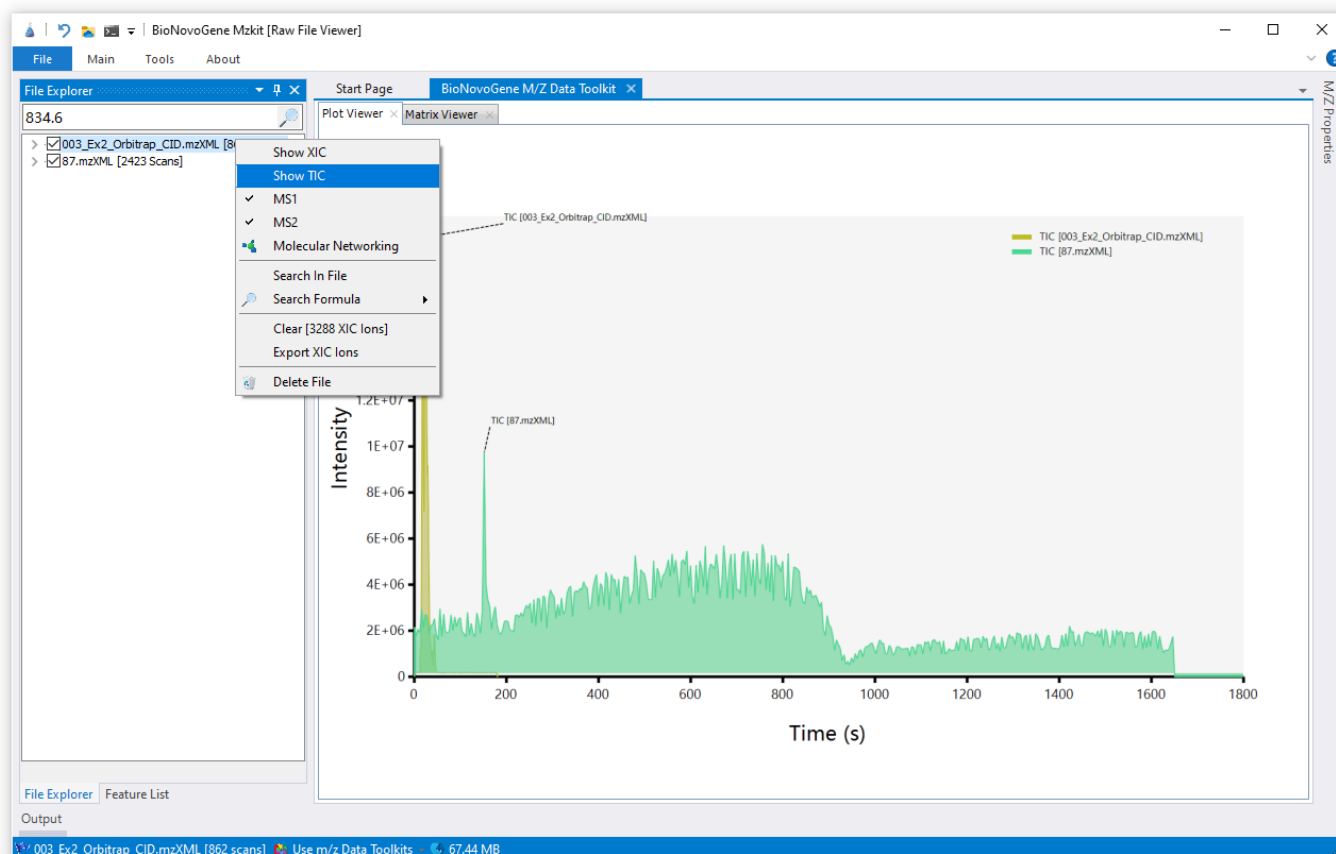 BioNovoGene Mzkit [Raw File Viewer]
File Main Tools About
File Explorer
834.6
003_Ex2_Orbitrap_CID.mzXML [8
87.mzXML [2423 Scans]
Start Page BioNovoGene M/Z Data Toolkit
Plot Viewer Matrix Viewer
M/Z Properties
Show XIC
Show TIC
MS1
MS2
Molecular Networking
Search In File
Search Formula
Clear [3288 XIC Ions]
Export XIC Ions
Delete File
TIC [003_Ex2_Orbitrap_CID.mzXML]
TIC [003_Ex2_Orbitrap_CID.mzXML]
TIC [87.mzXML]
TIC [87.mzXML]
Intensity
1.2E+07
1E+07
8E+06
6E+06
4E+06
2E+06
0
0 200 400 600 800 1000 1200 1400 1600 1800
Time (s)
File Explorer Feature List
Output
003_Ex2_Orbitrap_CID.mzXML [862 scans] Use m/z Data Toolkits 67.44 MB